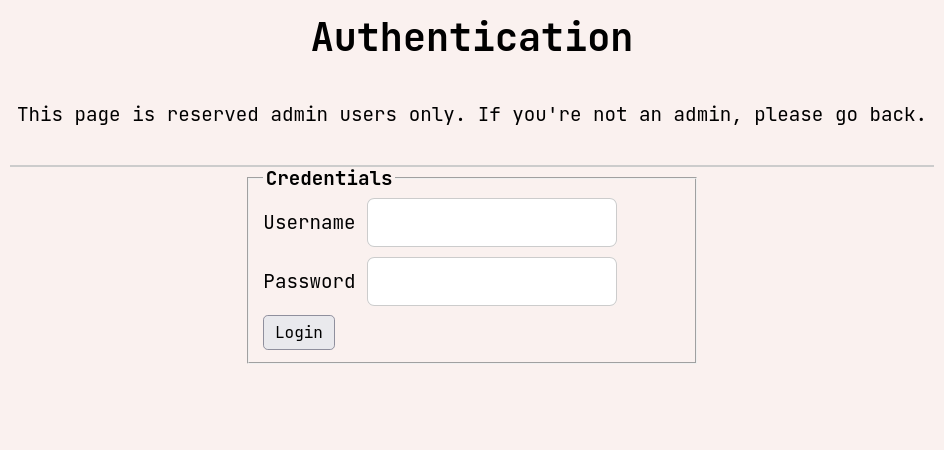 Authentication
This page is reserved admin users only. If you're not an admin, please go back.
Credentials
Username
Password
Login